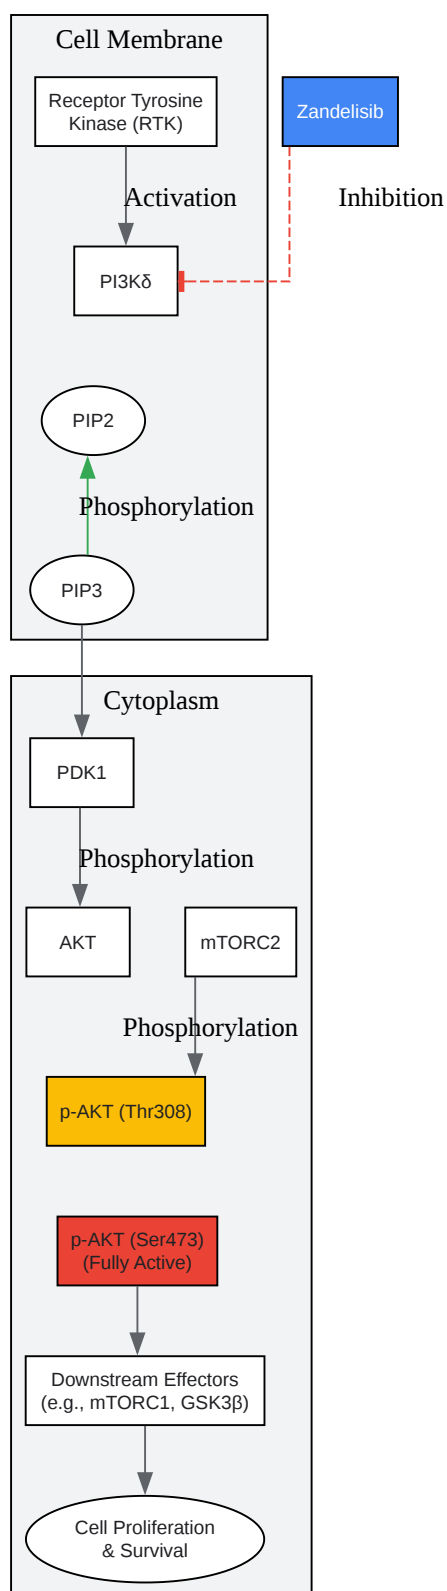 Cell Membrane
Receptor Tyrosine
Kinase (RTK)
Zandelisib
Activation
Inhibition
PI3Kδ
PIP2
Phosphorylation
PIP3
Cytoplasm
PDK1
Phosphorylation
AKT
mTORC2
Phosphorylation
p-AKT (Thr308)
p-AKT (Ser473)
(Fully Active)
Downstream Effectors
(e.g., mTORC1, GSK3β)
Cell Proliferation
& Survival